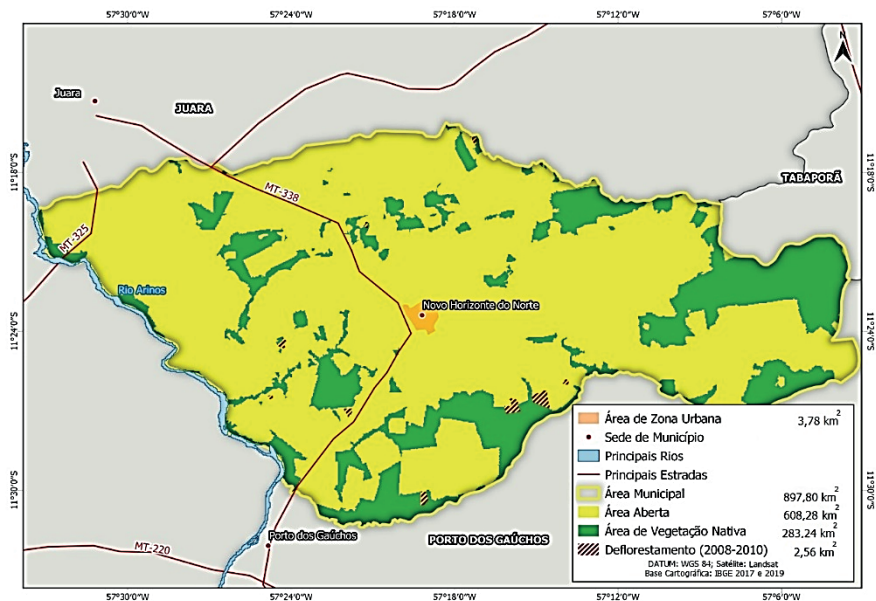 57°30'0"W 57°24'0"W 57°18'0"W 57°12'0"W 57°6'0"W
N
Juara
JUARA
11°18'0"S
11°18'0"S
TABAPORÃ
MT-338
MT-325
Rio Arinos
Novo Horizonte do Norte
11°24'0"S
11°24'0"S
Área de Zona Urbana 3,78 km²
Sede de Município
Principais Rios
Principais Estradas
Área Municipal 897,80 km²
Área Aberta 608,28 km²
Área de Vegetação Nativa 283,24 km²
Deflorestamento (2008-2010) 2,56 km²
DATUM: WGS 84; Satélite: Landsat
Base Cartográfica: IBGE 2017 e 2019
11°30'0"S
11°30'0"S
Porto dos Gaúchos
PORTO DOS GAÚCHOS
MT-220
57°30'0"W 57°24'0"W 57°18'0"W 57°12'0"W 57°6'0"W